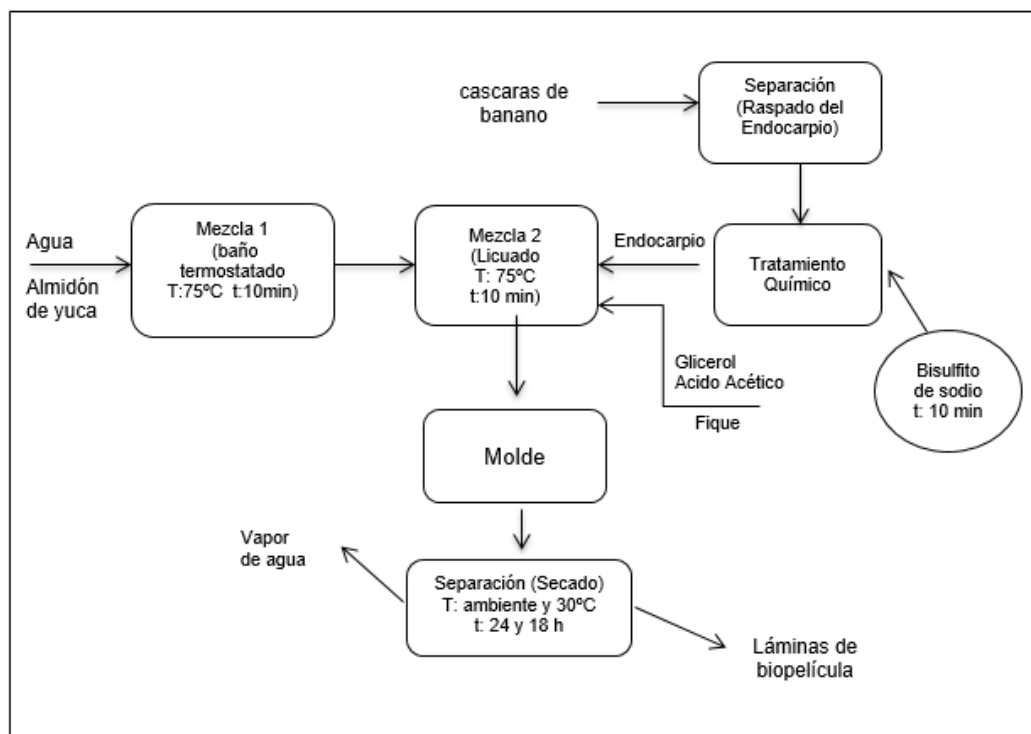 cascaras de
banano
Separación
(Raspado del
Endocarpio)
Agua
Almidón
de yuca
Mezcla 1
(baño
termostatado
T:75ºC t:10min)
Mezcla 2
(Licuado
T: 75ºC
t:10 min)
Endocarpio
Tratamiento
Químico
Glicerol
Acido Acético
Fique
Bisulfito
de sodio
t: 10 min
Molde
Vapor
de agua
Separación (Secado)
T: ambiente y 30ºC
t: 24 y 18 h
Láminas de
biopelícula